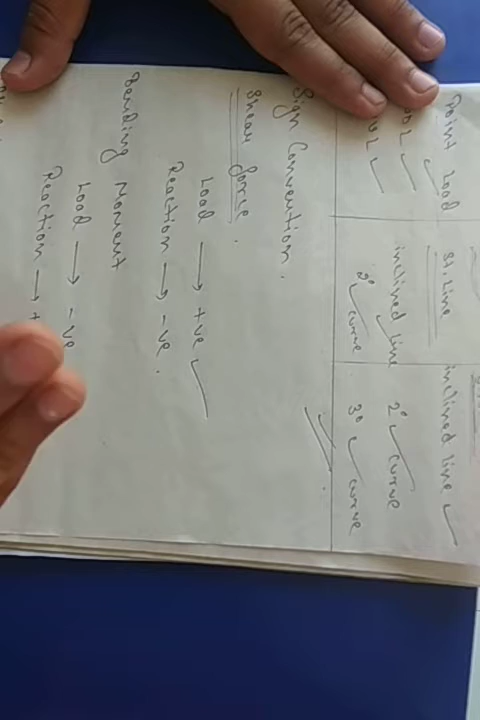 Point Load ✓ St. Line inclined line ✓
inclined line ✓ 2° curve ✓
2° curve ✓ 3° curve ✓
Sign Convention.
Shear force.
Load → +ve ✓
Reaction → -ve.
Bending Moment
Load → -ve
Reaction → +